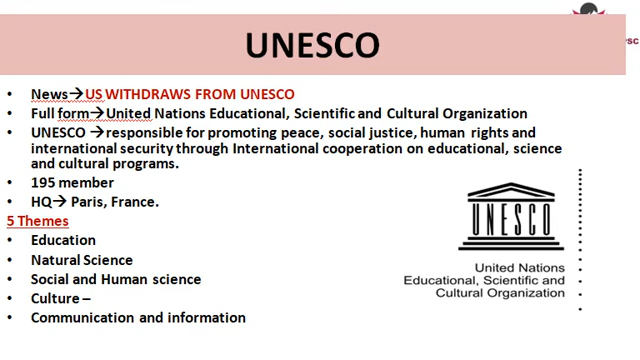 UNESCO
sc
• News→US WITHDRAWS FROM UNESCO
• Full form→United Nations Educational, Scientific and Cultural Organization
• UNESCO →responsible for promoting peace, social justice, human rights and
international security through International cooperation on educational, science
and cultural programs.
• 195 member
• HQ→ Paris, France.
5 Themes
• Education
• Natural Science
• Social and Human science
• Culture –
• Communication and information
UNESCO
United Nations
Educational, Scientific and
Cultural Organization